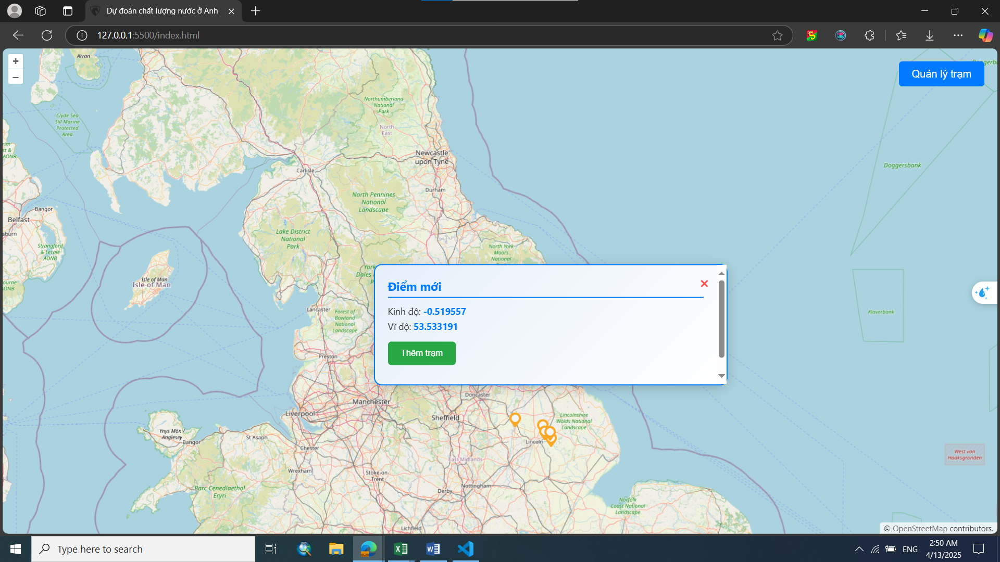 Dự đoán chất lượng nước ở Anh
127.0.0.1:5500/index.html
+
−
Quản lý trạm
Arran
Clyde Sea
Sill Marine
Protected
Area
Northumberland
National
Park
North
East
Newcastle
upon Tyne
Carlisle
Durham
Doggersbank
North Pennines
National
Landscape
Bangor
Belfast
Strangford
& Lecale
AONB
Lake District
National
Park
North York
Moors
National
Isle of Man
Isle of Man
Điểm mới
Kinh độ: -0.519557
Vĩ độ: 53.533191
Thêm trạm
Lancaster
Forest of
Bowland
National
Landscape
Klaverbank
Preston
Doncaster
Manchester
Liverpool
Sheffield
Lincolnshire
Wolds National
Landscape
Ynys Môn /
Anglesey
Bangor
St Asaph
Chester
Lincoln
East Midlands
West van
Haaksgronden
Wrexham
Stoke-on-
Trent
Derby
Nottingham
Parc Cenedlaethol
Eryri
Norfolk
Coast National
Landscape
Lichfield
© OpenStreetMap contributors.
Type here to search
ENG
2:50 AM
4/13/2025